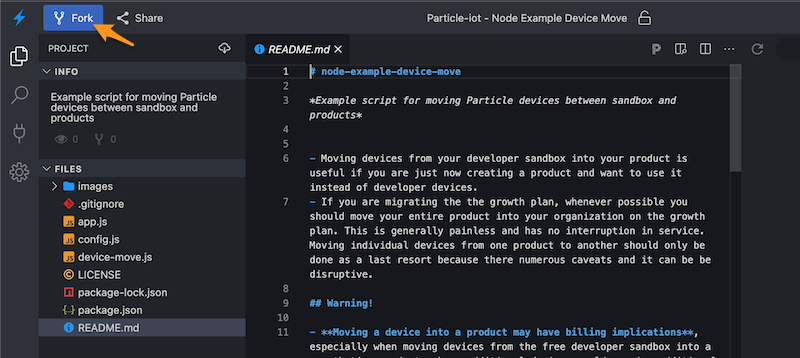 Fork
Share
Particle-iot - Node Example Device Move
PROJECT
README.md
INFO
Example script for moving Particle
devices between sandbox and
products
0
0
FILES
images
.gitignore
JS app.js
JS config.js
JS device-move.js
LICENSE
package-lock.json
package.json
README.md
1 # node-example-device-move
2
3 *Example script for moving Particle devices between sandbox and
products*
4
5
6 - Moving devices from your developer sandbox into your product is
useful if you are just now creating a product and want to use it
instead of developer devices.
7 - If you are migrating the the growth plan, whenever possible you
should move your entire product into your organization on the growth
plan. This is generally painless and has no interruption in service.
Moving individual devices from one product to another should only be
done as a last resort because there numerous caveats and it can be be
disruptive.
8
9 ## Warning!
10
11 - **Moving a device into a product may have billing implications**,
especially when moving devices from the free developer sandbox into a